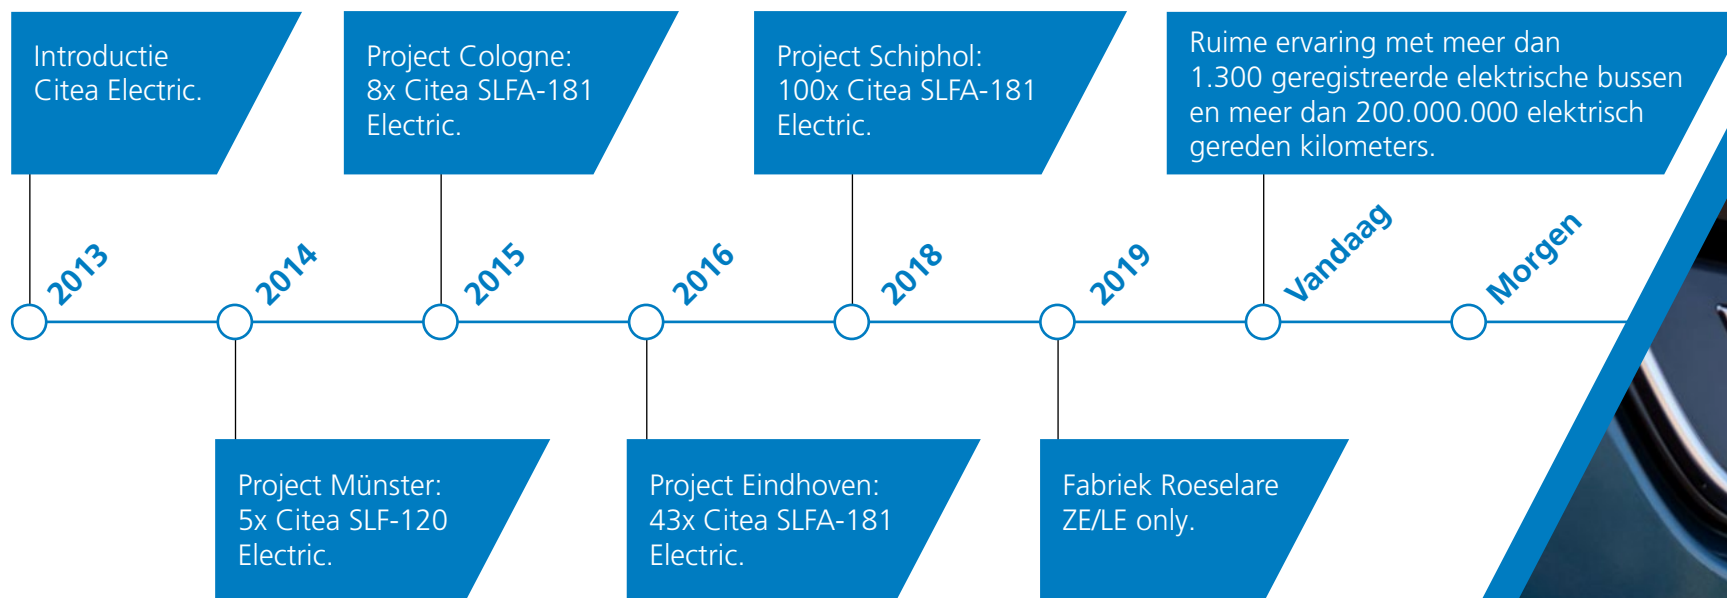 Introductie
Citea Electric.
Project Cologne:
8x Citea SLFA-181
Electric.
Project Schiphol:
100x Citea SLFA-181
Electric.
Ruime ervaring met meer dan
1.300 geregistreerde elektrische bussen
en meer dan 200.000.000 elektrisch
gereden kilometers.
2013
2014
2015
2016
2018
2019
Vandaag
Morgen
Project Münster:
5x Citea SLF-120
Electric.
Project Eindhoven:
43x Citea SLFA-181
Electric.
Fabriek Roeselare
ZE/LE only.